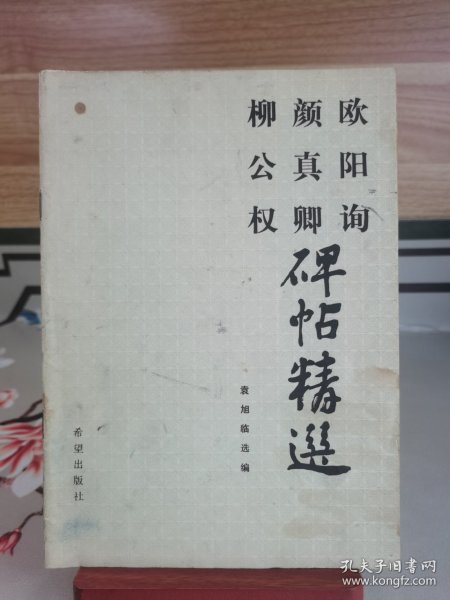 欧阳询
颜真卿
柳公权
碑帖精選
袁旭临选编
希望出版社
孔夫子旧书网
www.kongfz.com